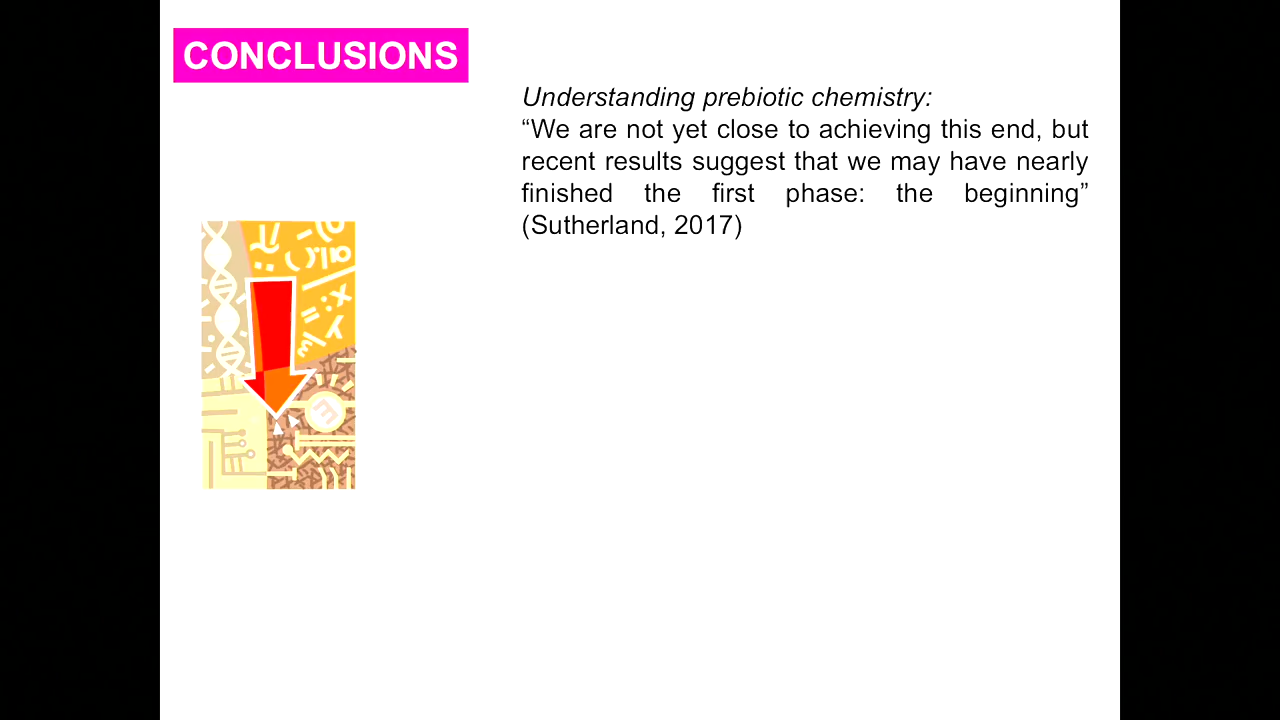 CONCLUSIONS
Understanding prebiotic chemistry:
“We are not yet close to achieving this end, but
recent results suggest that we may have nearly
finished the first phase: the beginning”
(Sutherland, 2017)